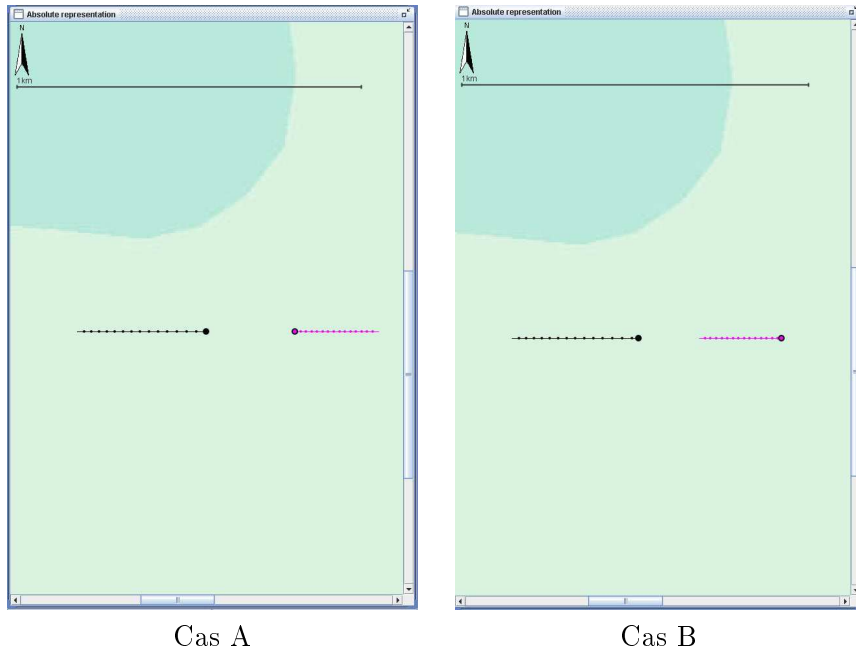 Absolute representation
N
1km
Absolute representation
N
1km
Cas A
Cas B